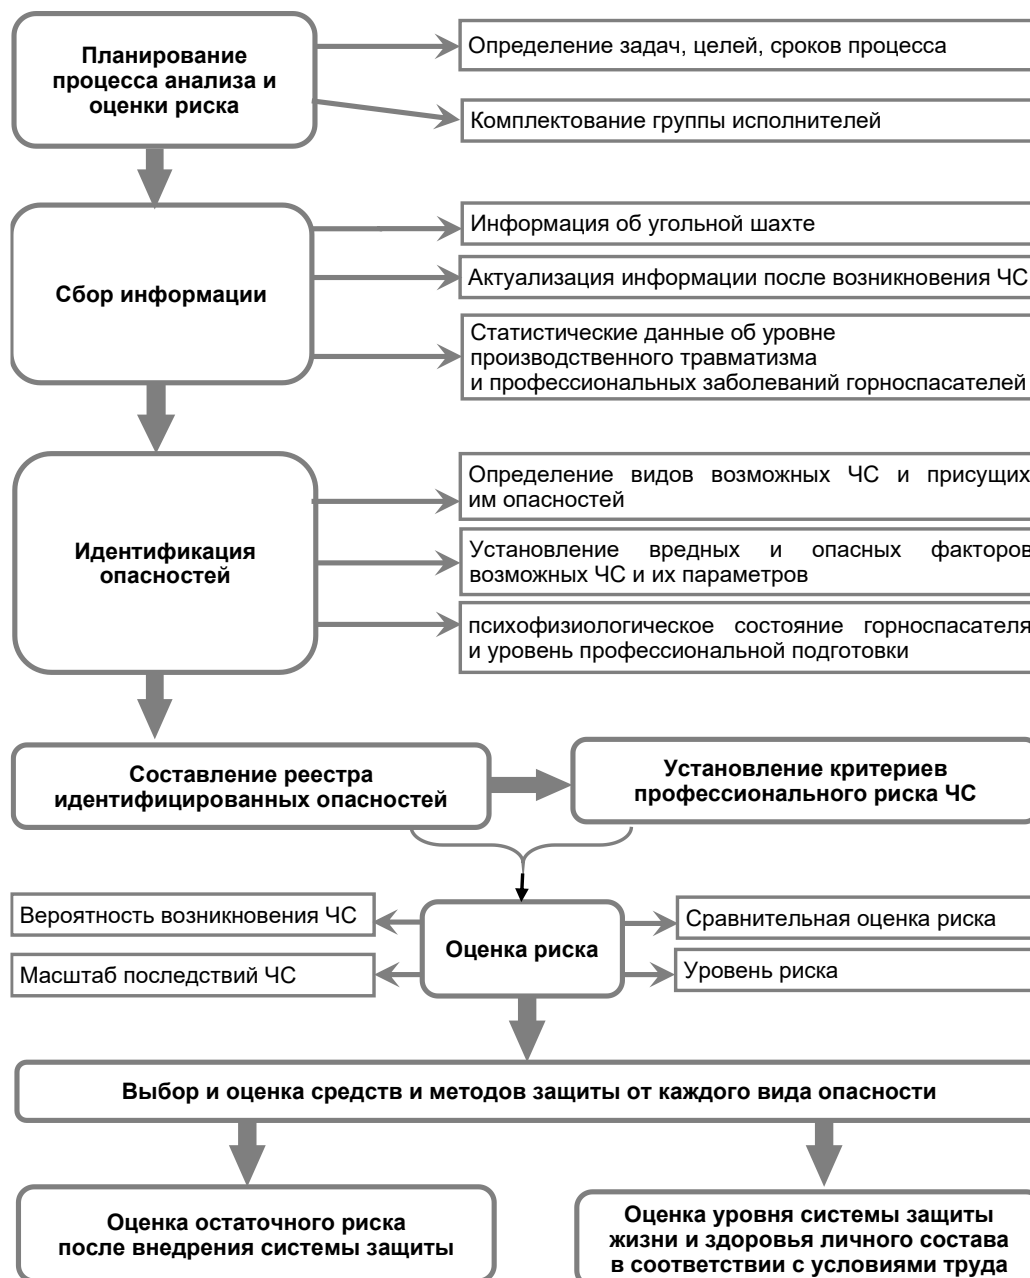 Планирование
процесса анализа и
оценки риска
Определение задач, целей, сроков процесса
Комплектование группы исполнителей
Сбор информации
Информация об угольной шахте
Актуализация информации после возникновения ЧС
Статистические данные об уровне
производственного травматизма
и профессиональных заболеваний горноспасателей
Идентификация
опасностей
Определение видов возможных ЧС и присущих
им опасностей
Установление вредных и опасных факторов
возможных ЧС и их параметров
психофизиологическое состояние горноспасателя
и уровень профессиональной подготовки
Составление реестра
идентифицированных опасностей
Установление критериев
профессионального риска ЧС
Вероятность возникновения ЧС
Масштаб последствий ЧС
Оценка риска
Сравнительная оценка риска
Уровень риска
Выбор и оценка средств и методов защиты от каждого вида опасности
Оценка остаточного риска
после внедрения системы защиты
Оценка уровня системы защиты
жизни и здоровья личного состава
в соответствии с условиями труда